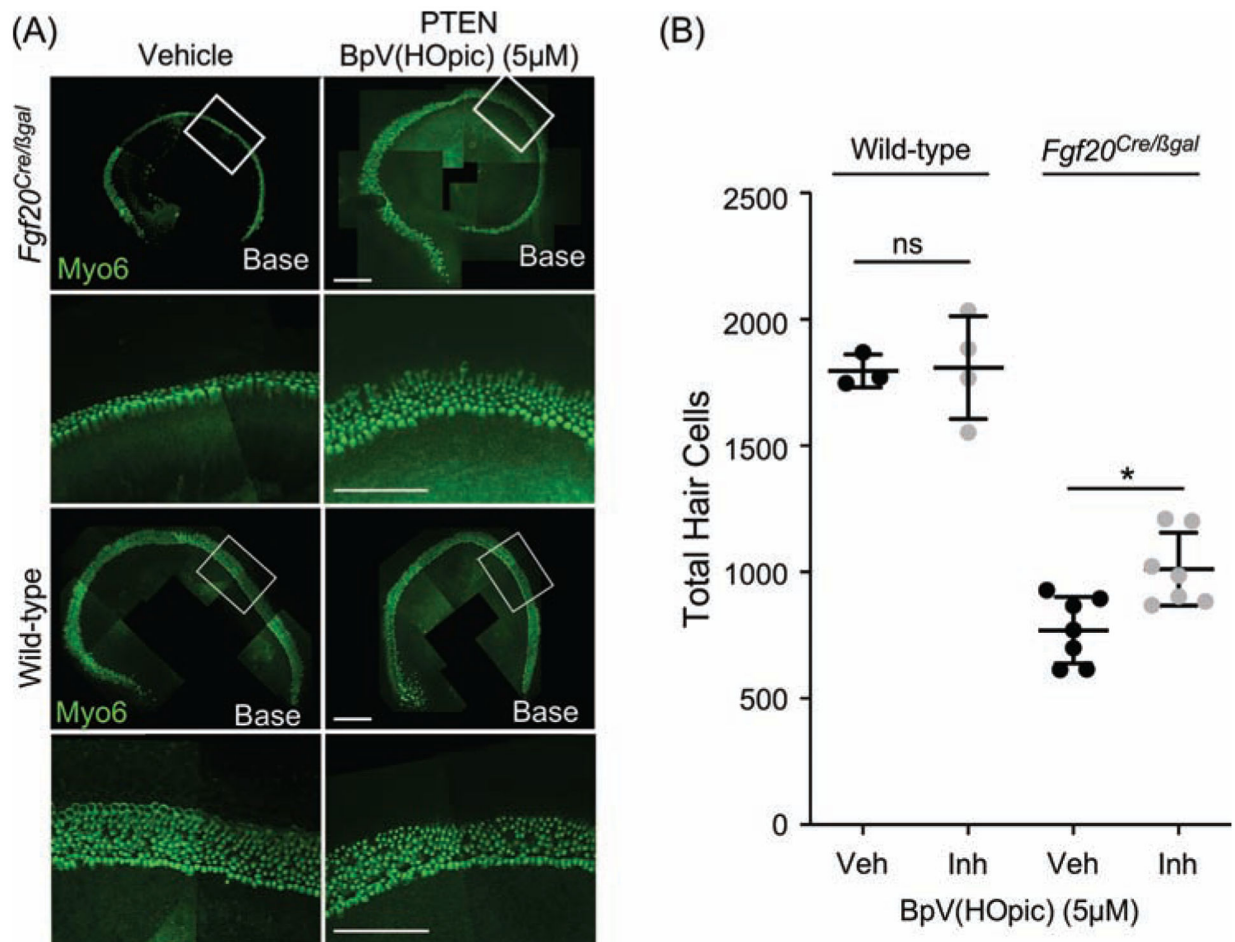 (A)
Vehicle
PTEN
BpV(HOpic) (5µM)
Fgf20Cre/ßgal
Myo6
Base
Base
Wild-type
Myo6
Base
Base
(B)
Wild-type
Fgf20Cre/ßgal
ns
*
Total Hair Cells
2500
2000
1500
1000
500
0
Veh
Inh
Veh
Inh
BpV(HOpic) (5µM)